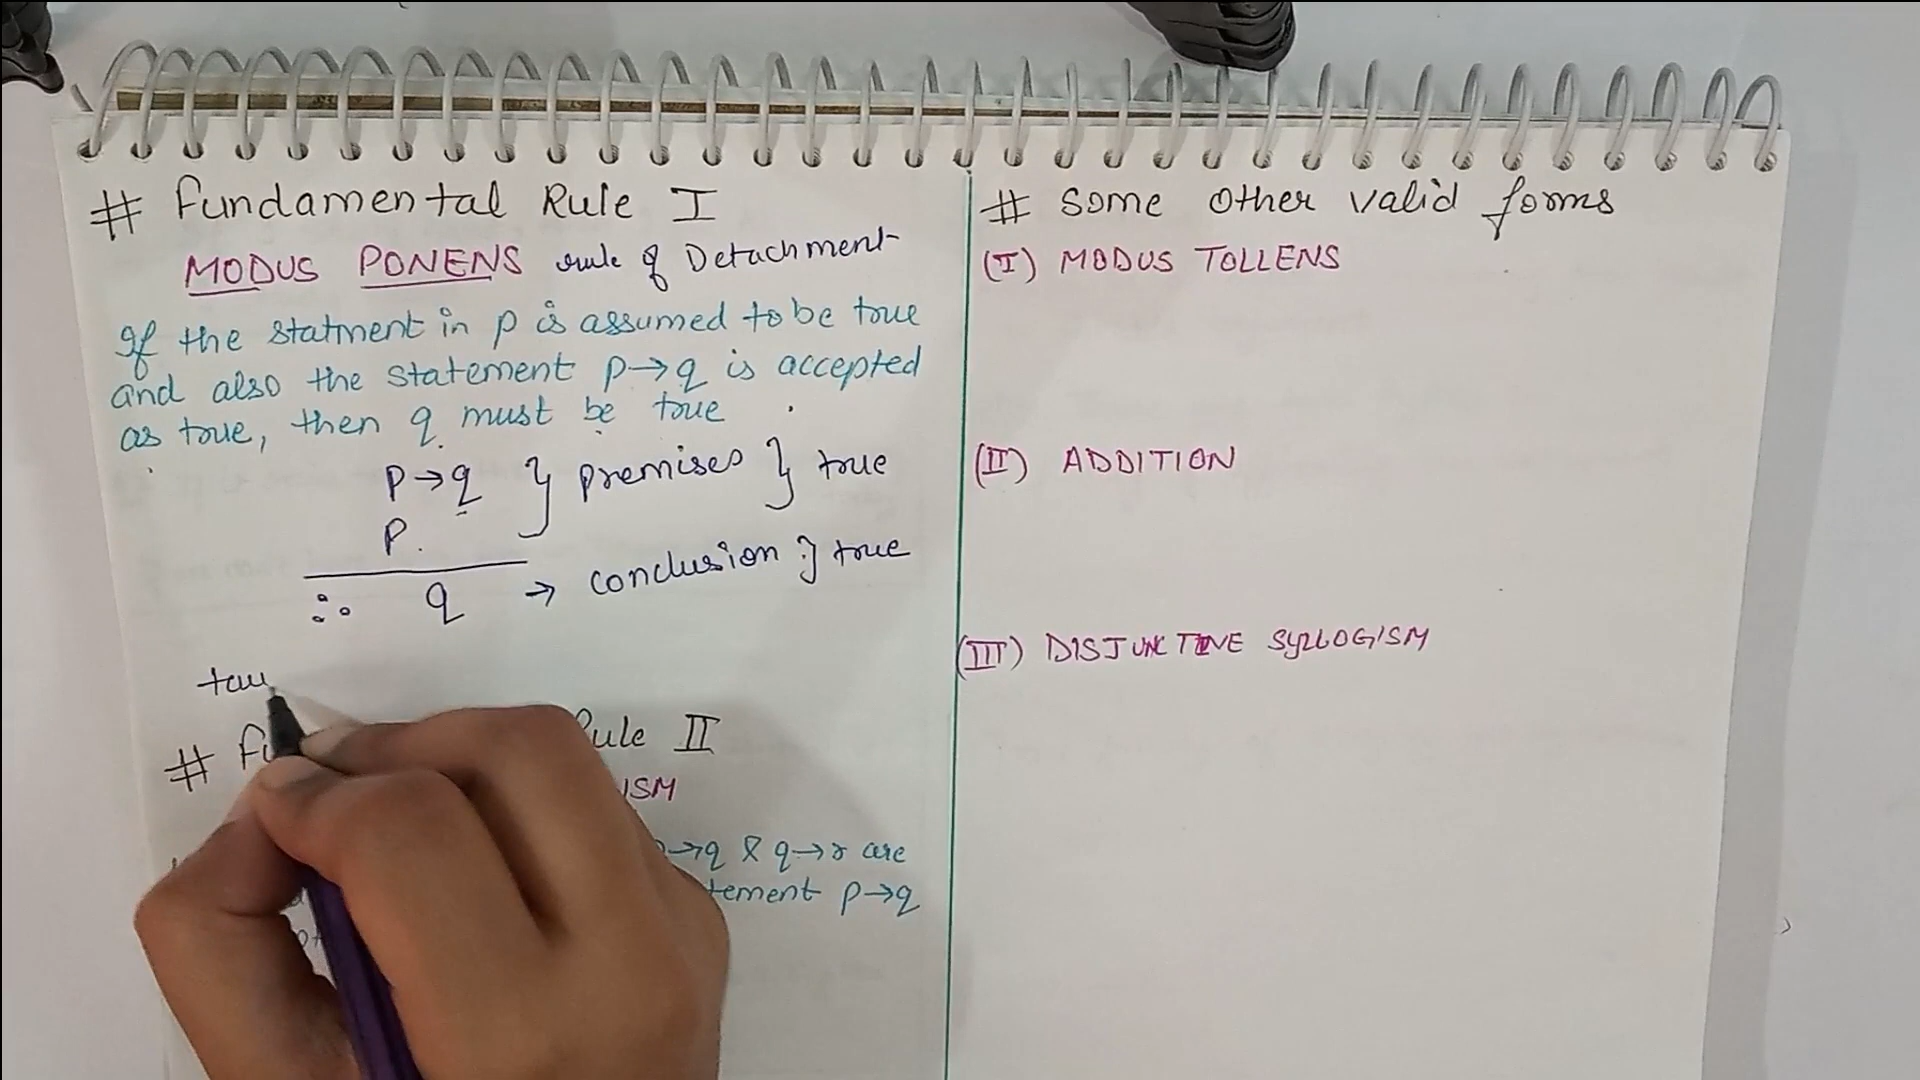 # Fundamental Rule I
MODUS PONENS rule of Detachment
If the statment in p is assumed to be true
and also the statement p→q is accepted
as true, then q must be true
p→q } premises } true
p.
∴ q → conclusion } true
tau
# Rule II
p→q & q→r are
p→q
# Some Other valid forms
(I) MODUS TOLLENS
(II) ADDITION
(III) DISJUNCTIVE SYLLOGISM